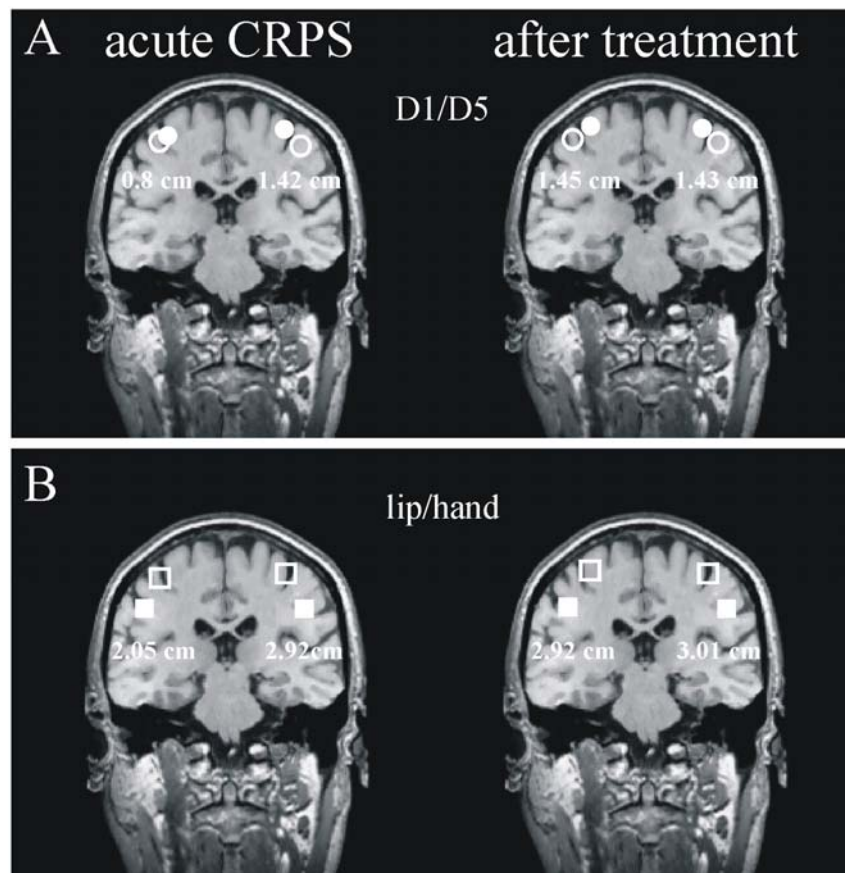 A acute CRPS after treatment
D1/D5
0.8 cm 1.42 cm 1.45 cm 1.43 cm
B
lip/hand
2.05 cm 2.92cm 2.92 cm 3.01 cm